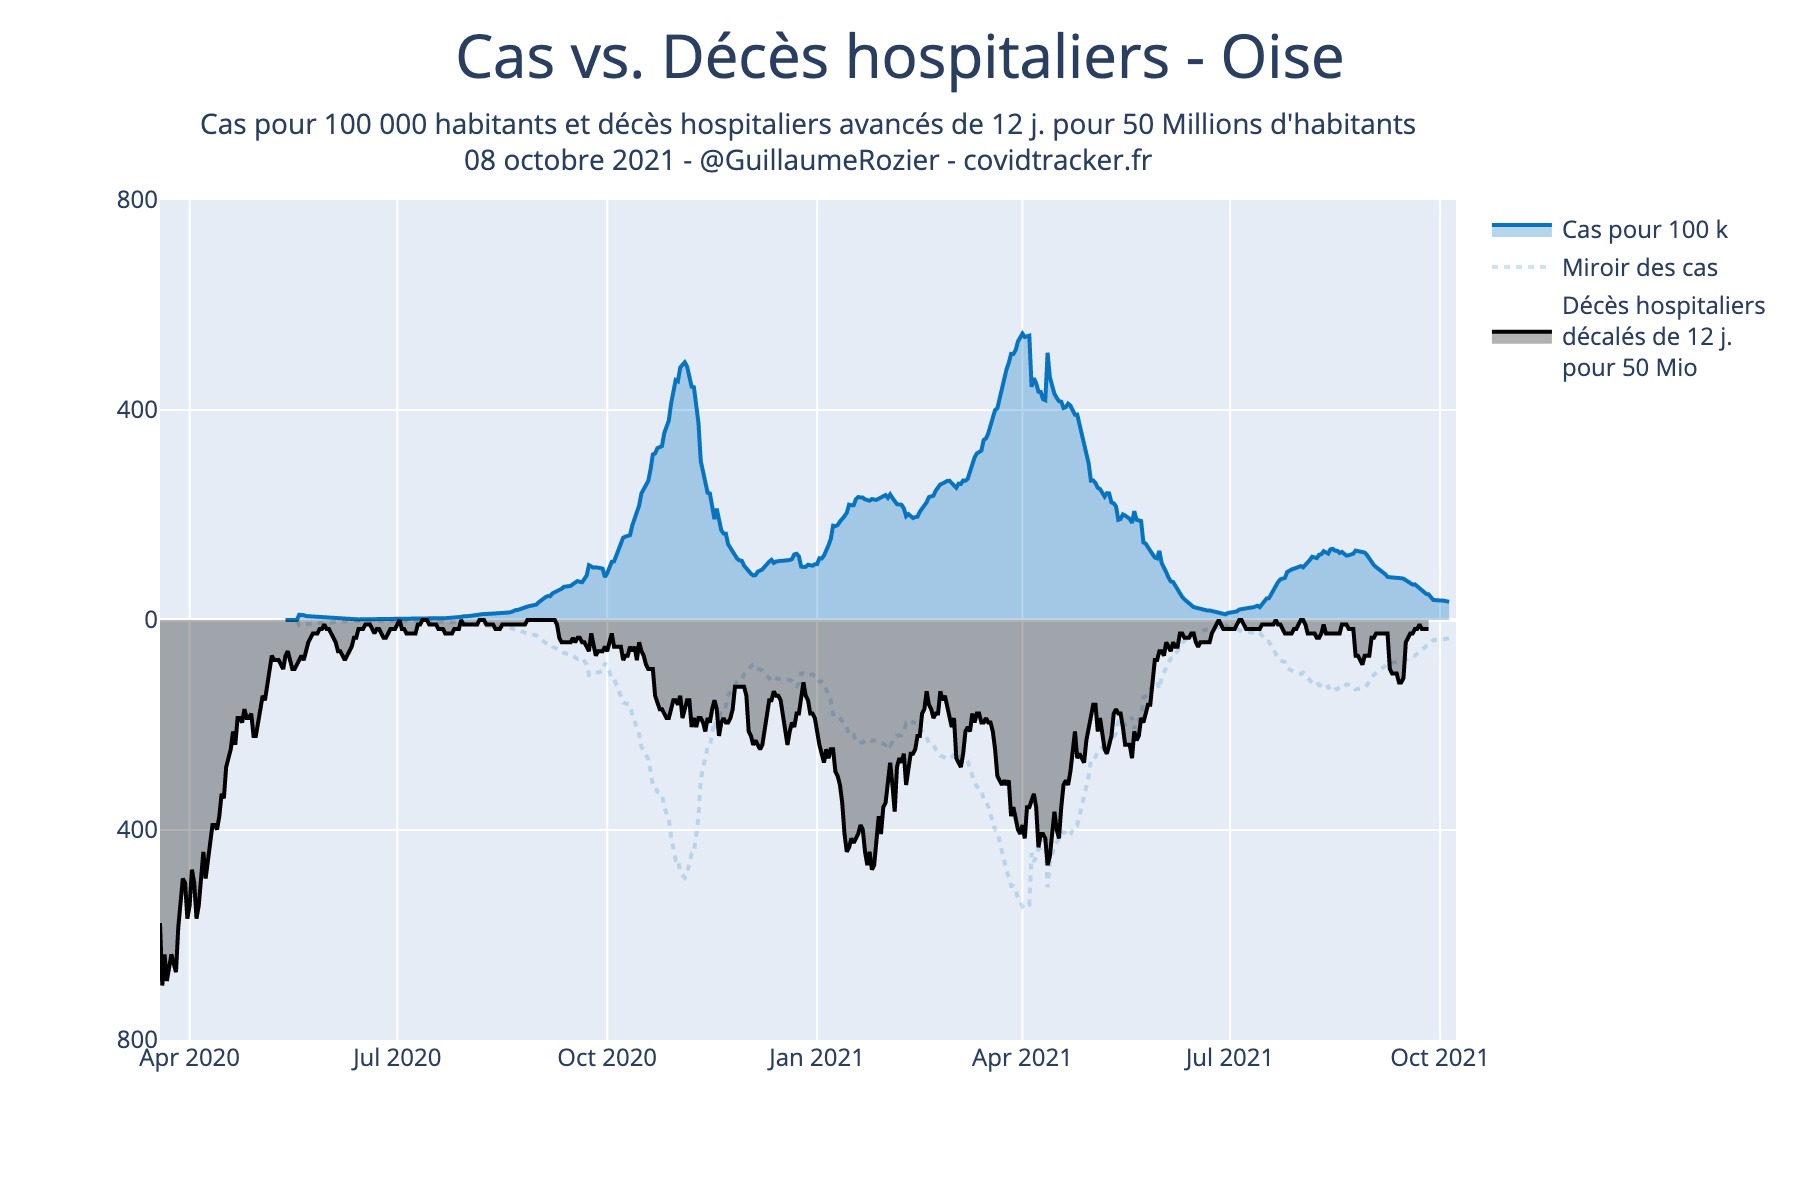 Cas vs. Décès hospitaliers - Oise
Cas pour 100 000 habitants et décès hospitaliers avancés de 12 j. pour 50 Millions d'habitants
08 octobre 2021 - @GuillaumeRozier - covidtracker.fr
800
400
0
400
800
Apr 2020
Jul 2020
Oct 2020
Jan 2021
Apr 2021
Jul 2021
Oct 2021
Cas pour 100 k
Miroir des cas
Décès hospitaliers
décalés de 12 j.
pour 50 Mio